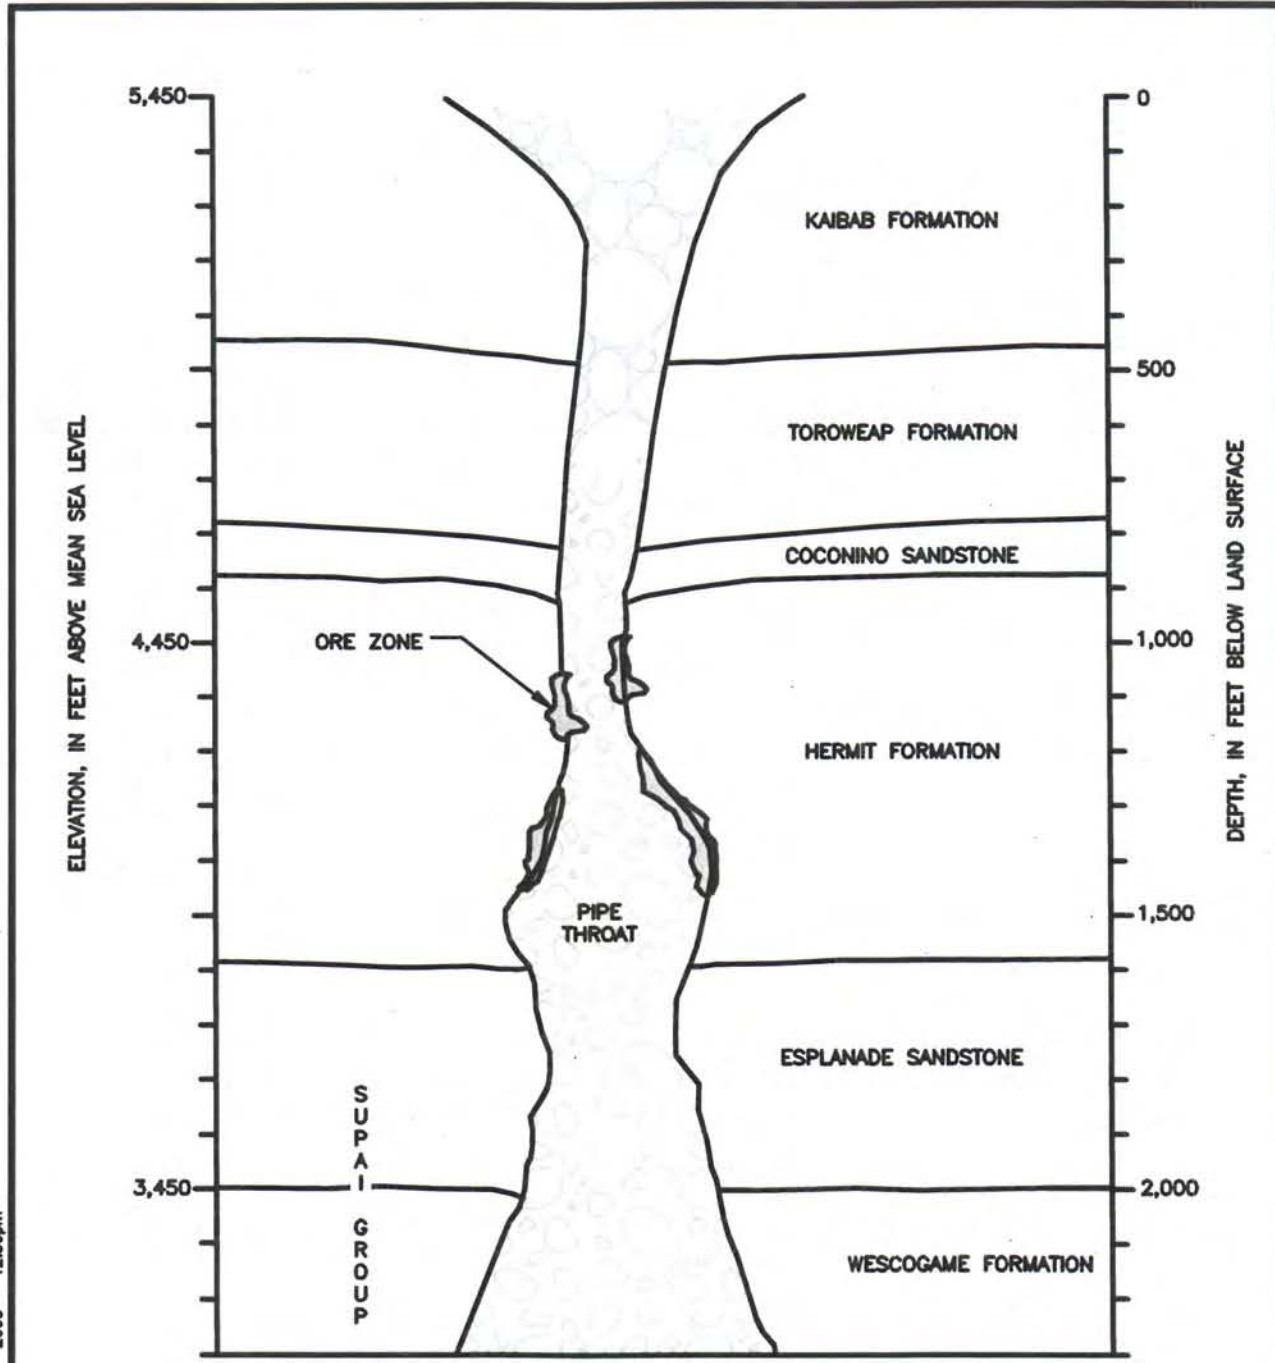 5,450
0
KAIBAB FORMATION
500
TOROWEAP FORMATION
ELEVATION, IN FEET ABOVE MEAN SEA LEVEL
DEPTH, IN FEET BELOW LAND SURFACE
COCONINO SANDSTONE
ORE ZONE
4,450
1,000
HERMIT FORMATION
PIPE
THROAT
1,500
ESPLANADE SANDSTONE
SUPAI GROUP
3,450
2,000
WESCOGAME FORMATION